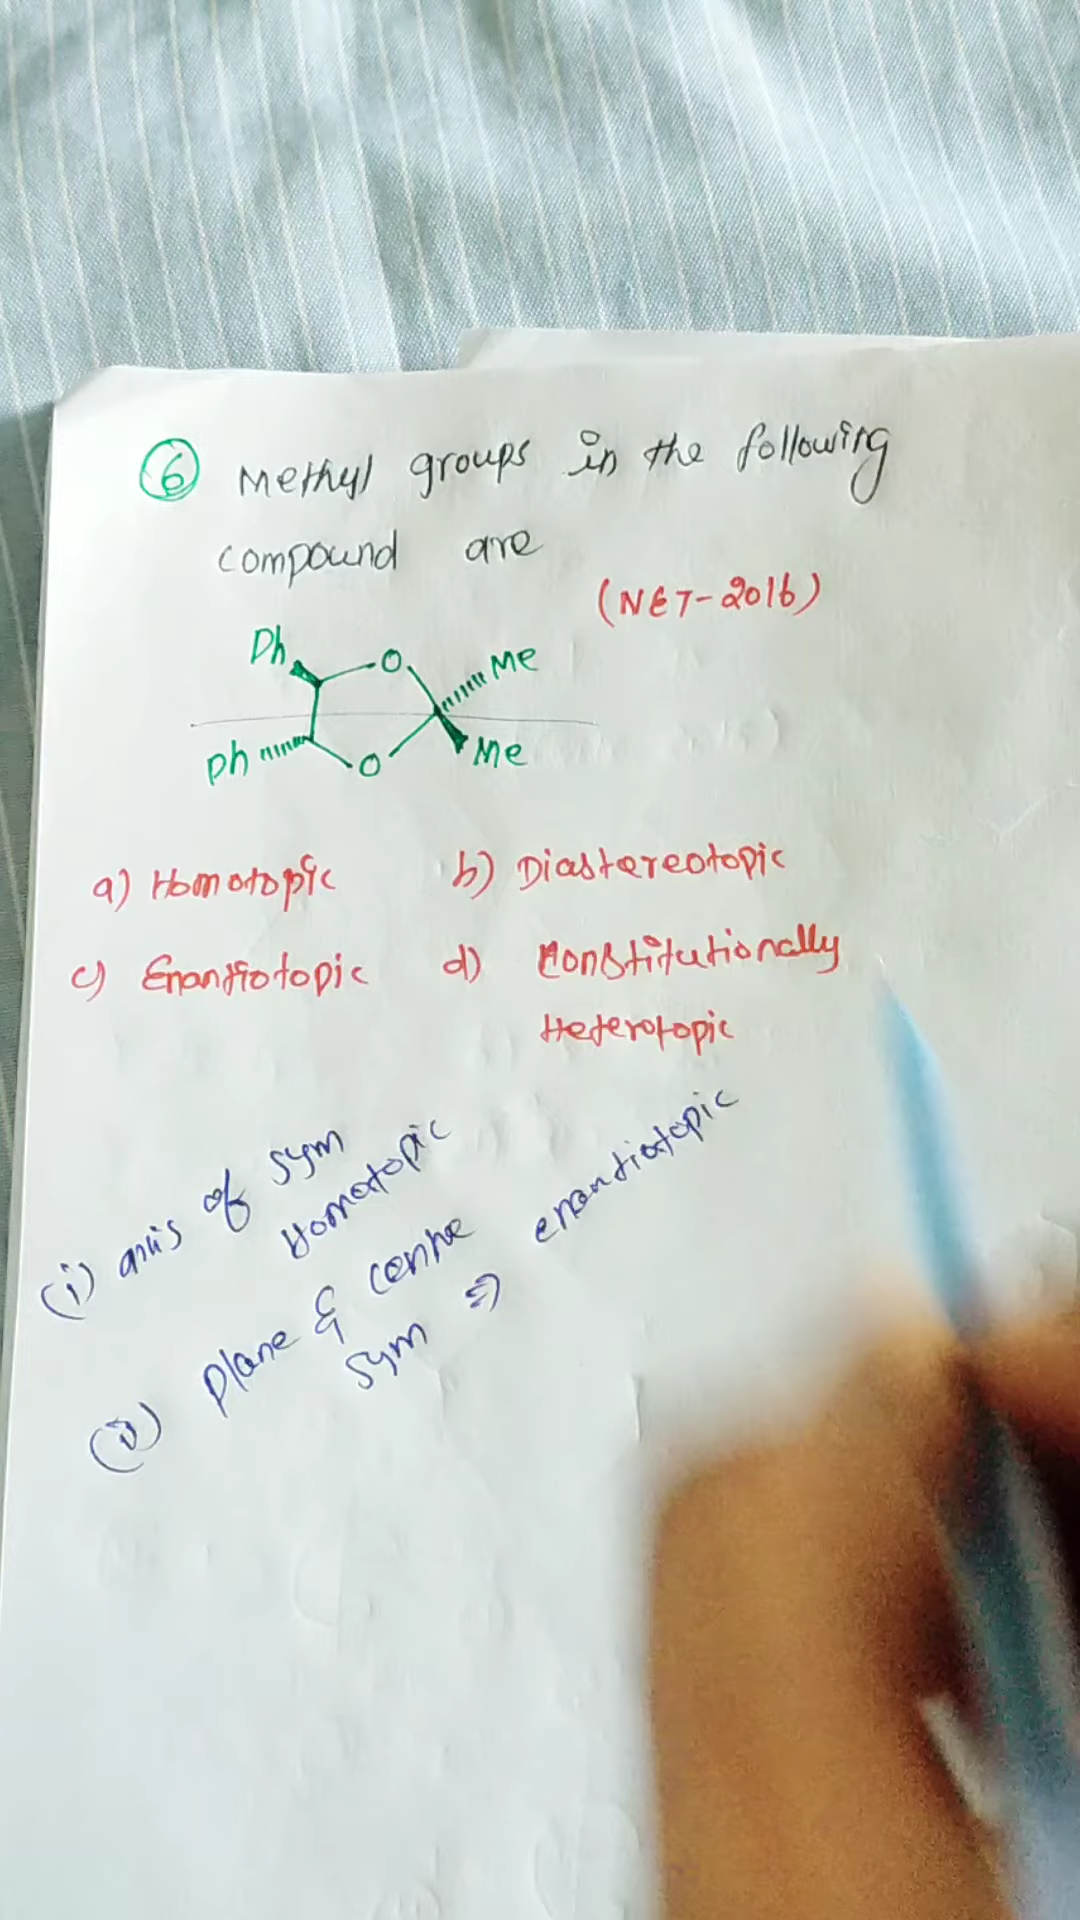 6 Methyl groups in the following
compound are
(NET-2016)
Ph O Me
Ph O Me
a) Homotopic b) Diastereotopic
c) Enantiotopic d) Constitutionally
Heterotopic
(i) axis of sym
Homotopic
(ii) plane & centre
sym ⇒ enantiotopic